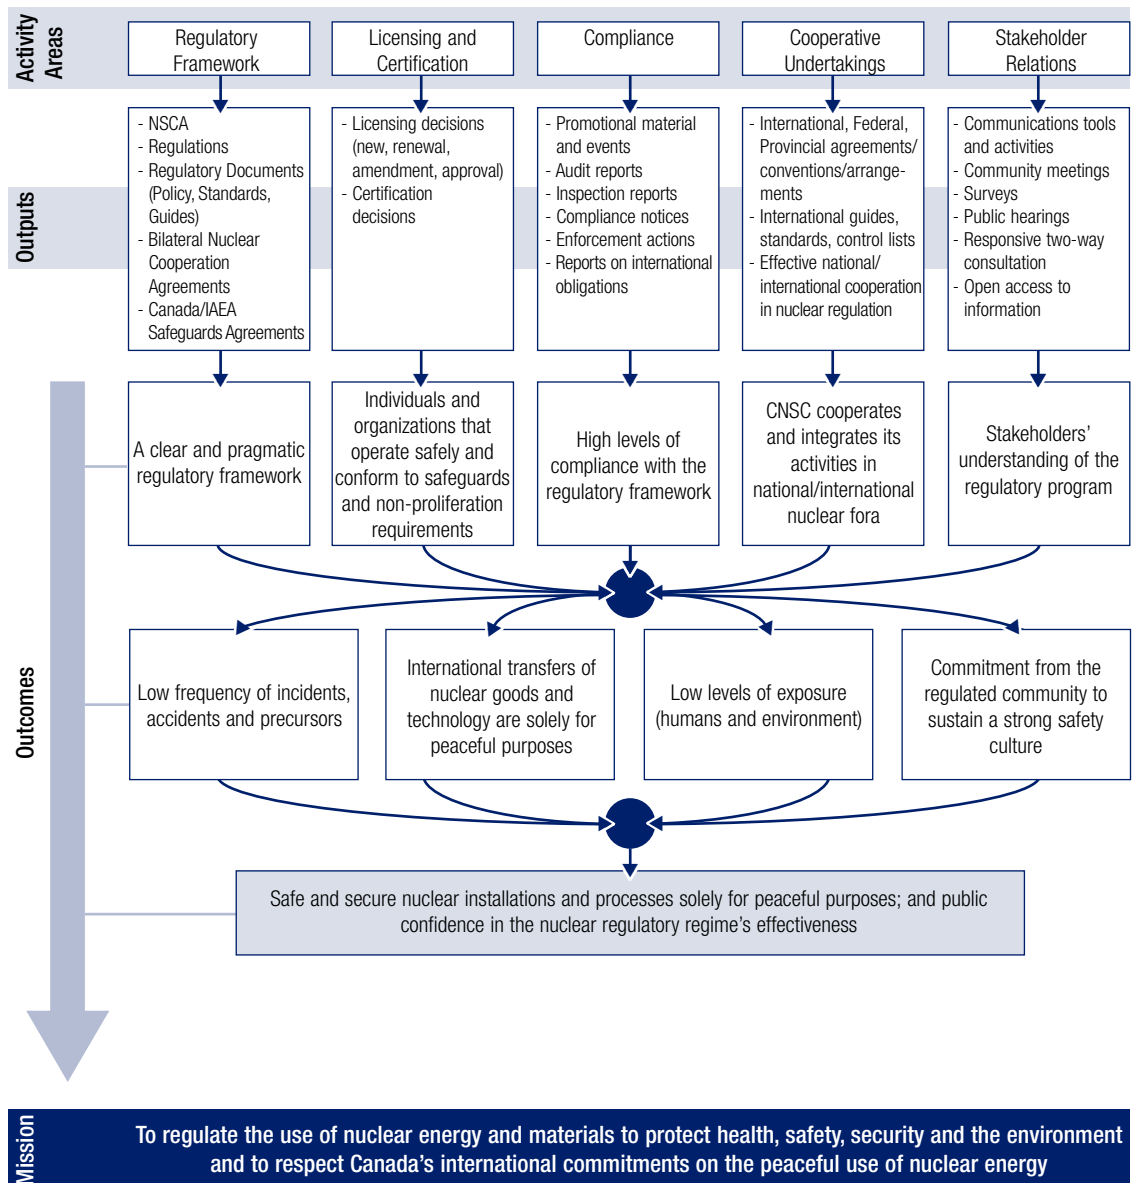 Activity
Areas
Regulatory
Framework
Licensing and
Certification
Compliance
Cooperative
Undertakings
Stakeholder
Relations
Outputs
- NSCA
- Regulations
- Regulatory Documents
(Policy, Standards,
Guides)
- Bilateral Nuclear
Cooperation
Agreements
- Canada/IAEA
Safeguards Agreements
- Licensing decisions
(new, renewal,
amendment, approval)
- Certification
decisions
- Promotional material
and events
- Audit reports
- Inspection reports
- Compliance notices
- Enforcement actions
- Reports on international
obligations
- International, Federal,
Provincial agreements/
conventions/arrange-
ments
- International guides,
standards, control lists
- Effective national/
international cooperation
in nuclear regulation
- Communications tools
and activities
- Community meetings
- Surveys
- Public hearings
- Responsive two-way
consultation
- Open access to
information
Outcomes
A clear and pragmatic
regulatory framework
Individuals and
organizations that
operate safely and
conform to safeguards
and non-proliferation
requirements
High levels of
compliance with the
regulatory framework
CNSC cooperates
and integrates its
activities in
national/international
nuclear fora
Stakeholders’
understanding of the
regulatory program
Low frequency of incidents,
accidents and precursors
International transfers of
nuclear goods and
technology are solely for
peaceful purposes
Low levels of exposure
(humans and environment)
Commitment from the
regulated community to
sustain a strong safety
culture
Safe and secure nuclear installations and processes solely for peaceful purposes; and public
confidence in the nuclear regulatory regime’s effectiveness
Mission
To regulate the use of nuclear energy and materials to protect health, safety, security and the environment
and to respect Canada’s international commitments on the peaceful use of nuclear energy